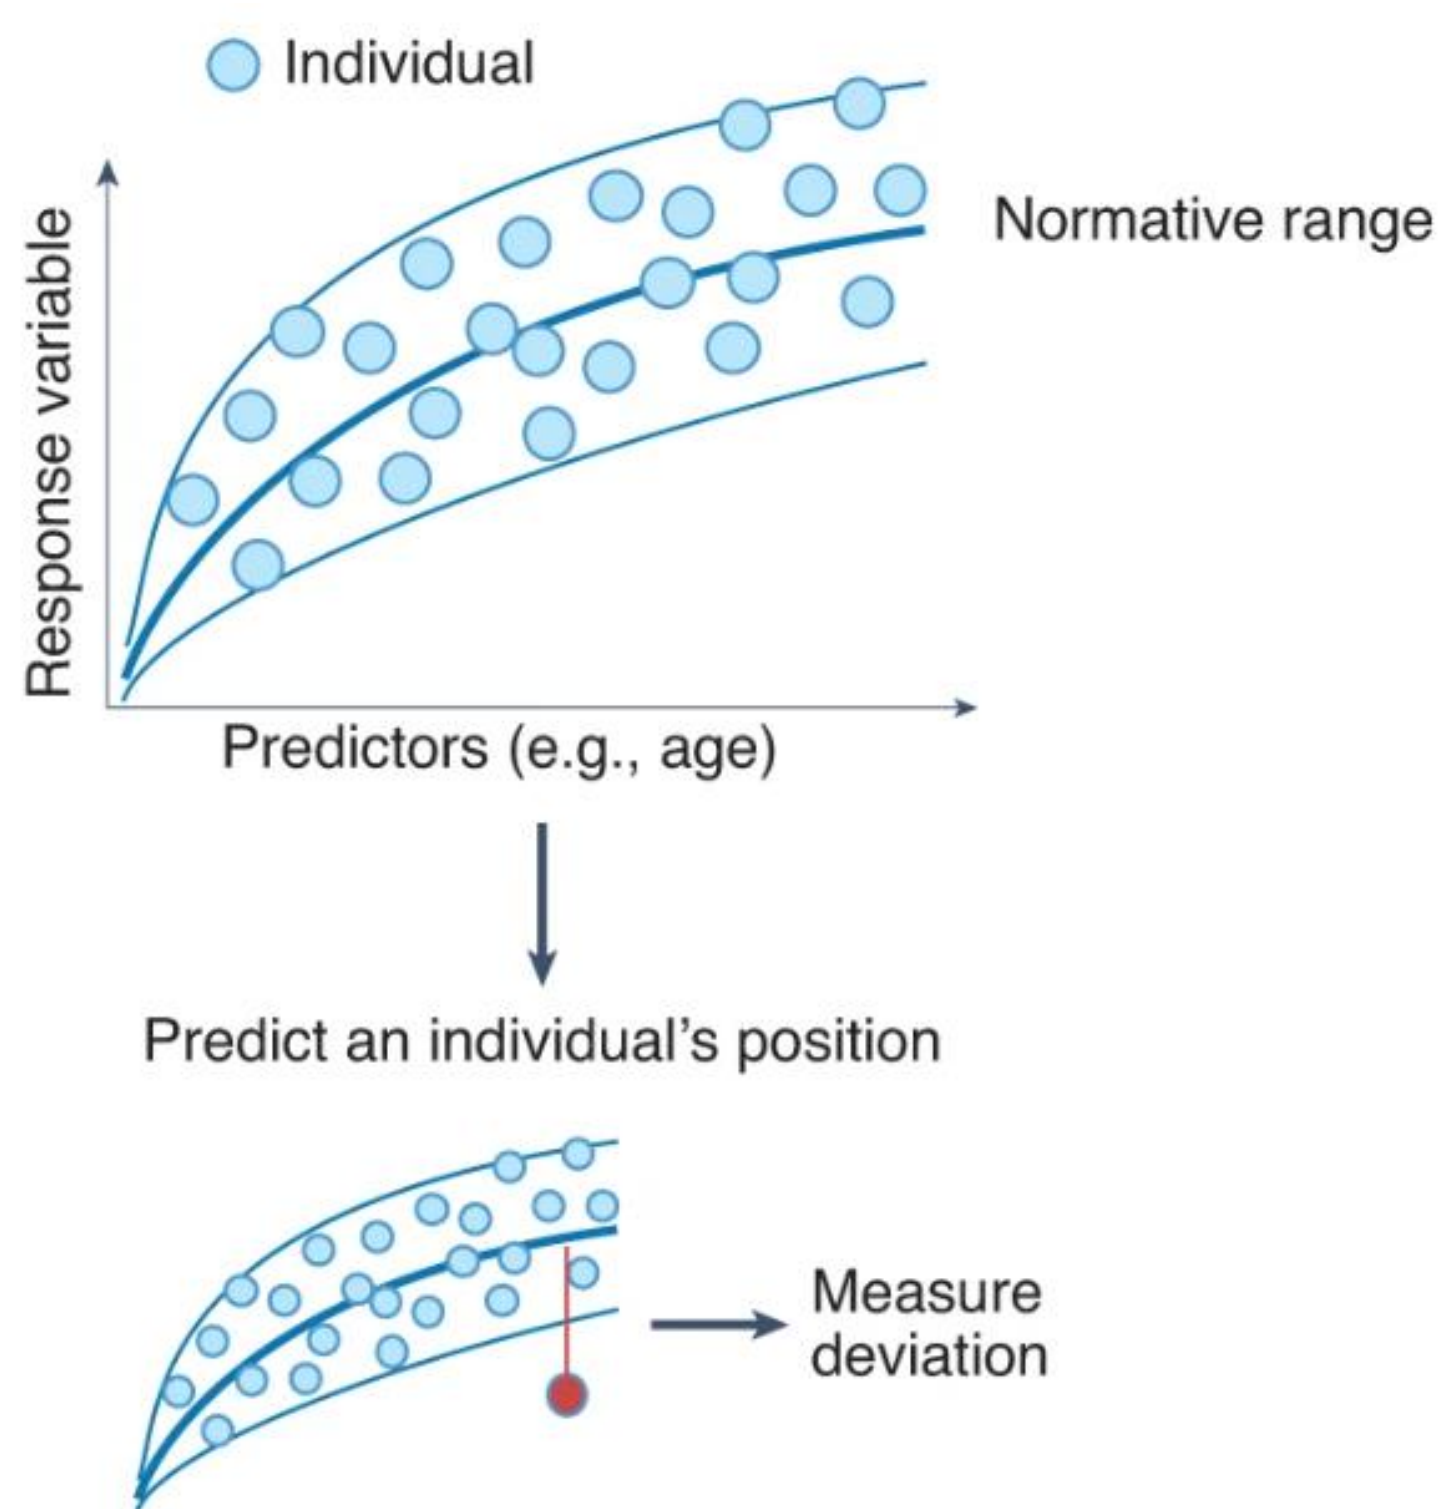 Individual
Normative range
Response variable
Predictors (e.g., age)
Predict an individual's position
Measure
deviation